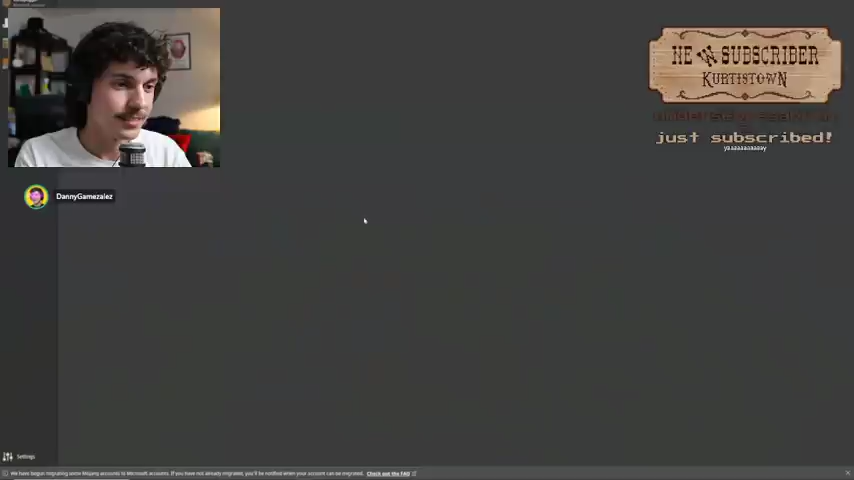 NEW SUBSCRIBER
KURTISTOWN
just subscribed!
yaaaaaaaaaay
DannyGamezalez
Settings
We have begun migrating some Mojang accounts to Microsoft accounts. If you have not already migrated, you'll be notified when your account can be migrated. Check out the FAQ